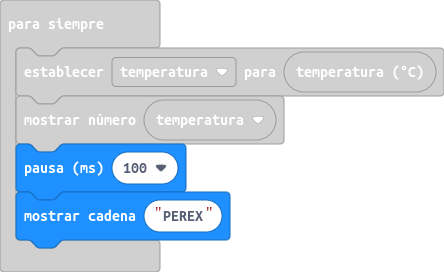 para siempre
establecer temperatura para temperatura (°C)
mostrar número temperatura
pausa (ms) 100
mostrar cadena "PEREX"